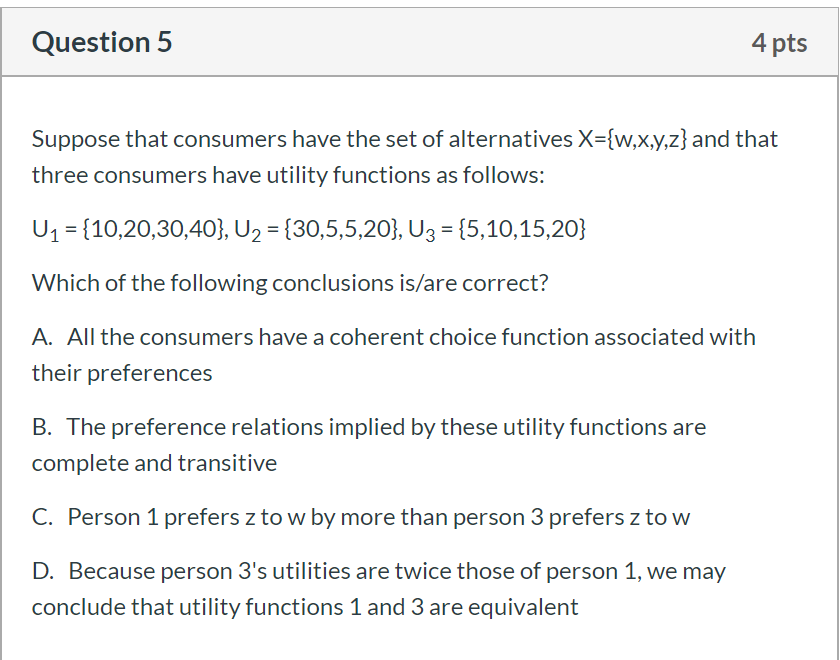 Question 5
4 pts
Suppose that consumers have the set of alternatives X={w,x,y,z} and that
three consumers have utility functions as follows:
U₁ = {10,20,30,40}, U₂ = {30,5,5,20}, U₃ = {5,10,15,20}
Which of the following conclusions is/are correct?
A. All the consumers have a coherent choice function associated with
their preferences
B. The preference relations implied by these utility functions are
complete and transitive
C. Person 1 prefers z to w by more than person 3 prefers z to w
D. Because person 3's utilities are twice those of person 1, we may
conclude that utility functions 1 and 3 are equivalent